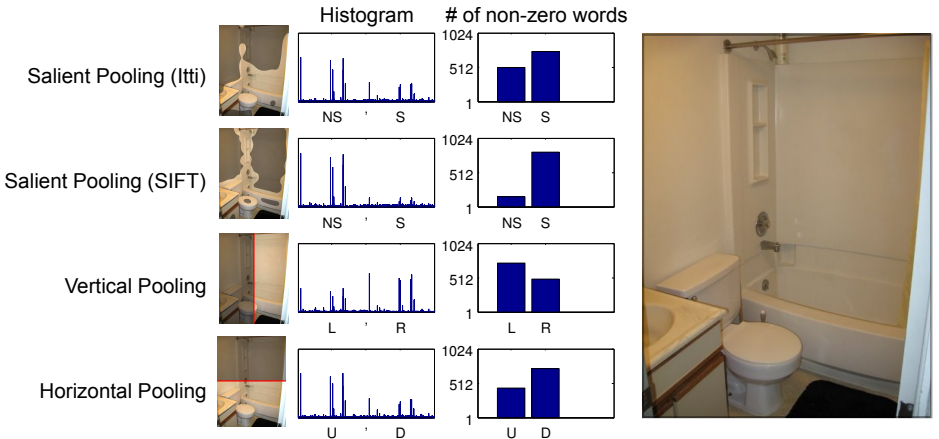 Histogram # of non-zero words
Salient Pooling (Itti)
1024
512
1
NS , S
NS S
Salient Pooling (SIFT)
1024
512
1
NS , S
NS S
Vertical Pooling
1024
512
1
L , R
L R
Horizontal Pooling
1024
512
1
U , D
U D